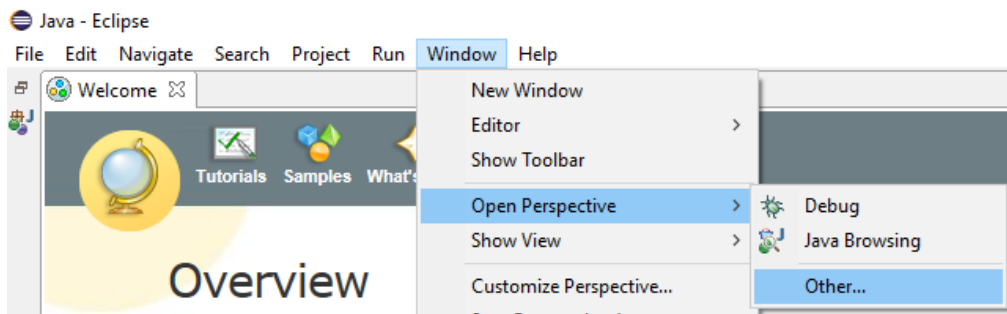 Java - Eclipse
File Edit Navigate Search Project Run Window Help
Welcome
New Window
Editor
Show Toolbar
Tutorials Samples What's
Open Perspective
Debug
Show View
Java Browsing
Overview
Customize Perspective...
Other...